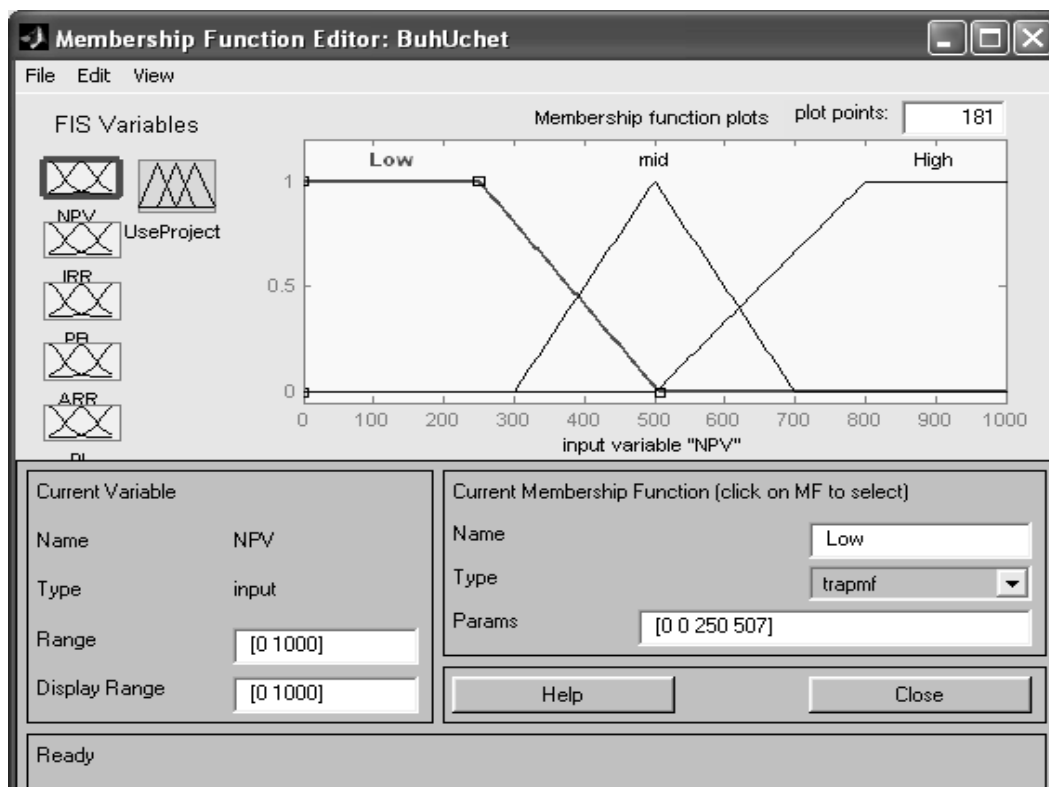 Membership Function Editor: BuhUchet
File Edit View
FIS Variables
Membership function plots plot points: 181
NPV
UseProject
IRR
PB
ARR
Low mid High
1
0.5
0
0 100 200 300 400 500 600 700 800 900 1000
input variable "NPV"
Current Variable
Name NPV
Type input
Range [0 1000]
Display Range [0 1000]
Current Membership Function (click on MF to select)
Name Low
Type trapmf
Params [0 0 250 507]
Help Close
Ready